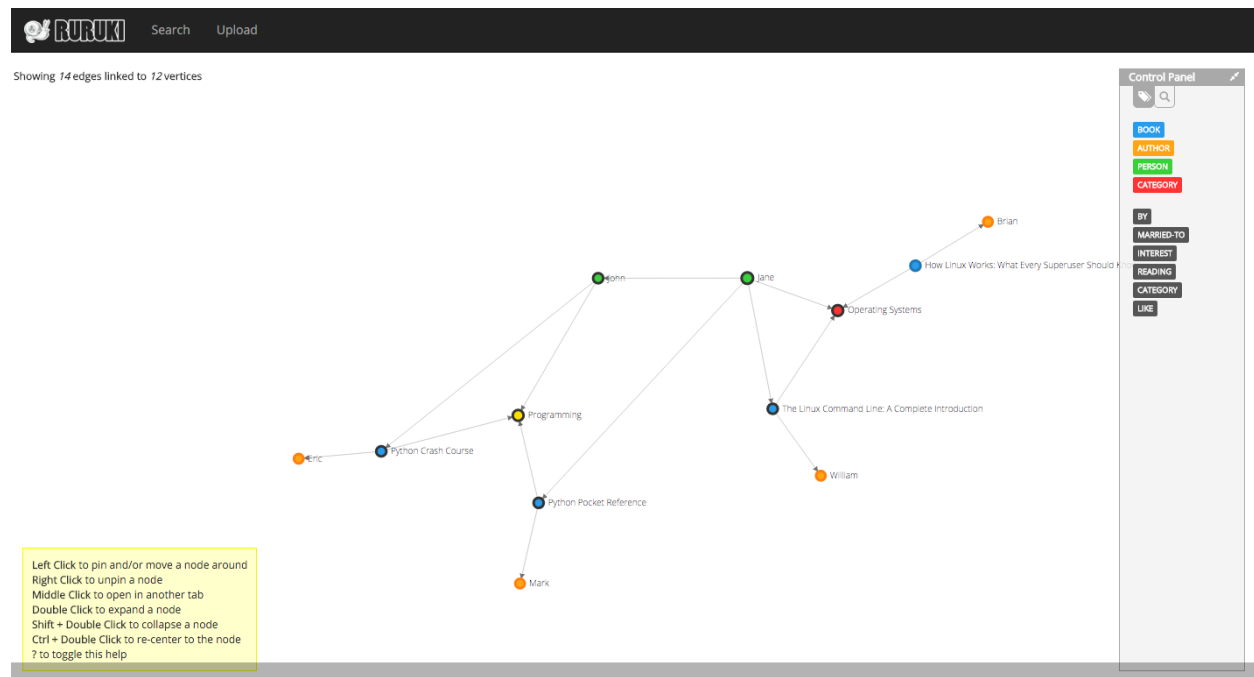 RURUKI Search Upload
Showing 14 edges linked to 12 vertices
Control Panel
BOOK
AUTHOR
PERSON
CATEGORY
BY
MARRIED-TO
INTEREST
READING
CATEGORY
LIKE
Brian
How Linux Works: What Every Superuser Should
John
Jane
Operating Systems
The Linux Command Line: A Complete Introduction
Programming
Python Crash Course
Eric
William
Python Pocket Reference
Mark
Left Click to pin and/or move a node around
Right Click to unpin a node
Middle Click to open in another tab
Double Click to expand a node
Shift + Double Click to collapse a node
Ctrl + Double Click to re-center to the node
? to toggle this help